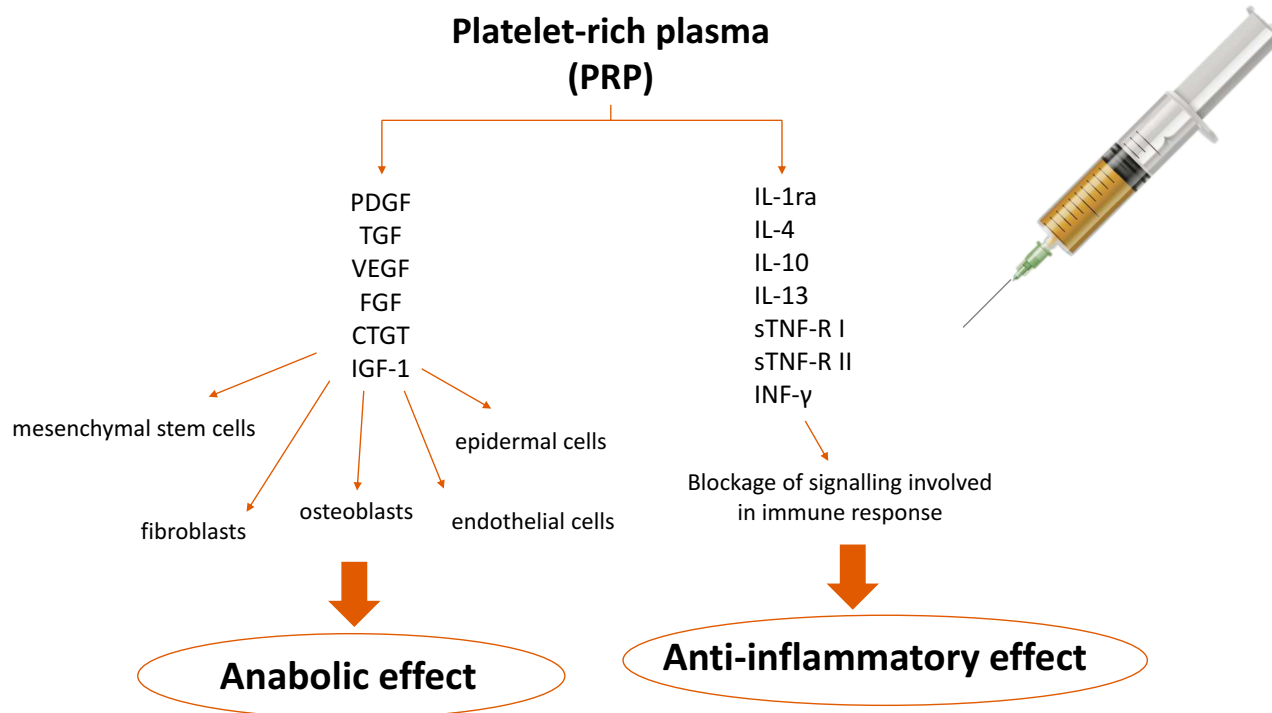 Platelet-rich plasma
(PRP)
PDGF
TGF
VEGF
FGF
CTGT
IGF-1
mesenchymal stem cells
fibroblasts
osteoblasts
endothelial cells
epidermal cells
Anabolic effect
IL-1ra
IL-4
IL-10
IL-13
sTNF-R I
sTNF-R II
INF-γ
Blockage of signalling involved
in immune response
Anti-inflammatory effect